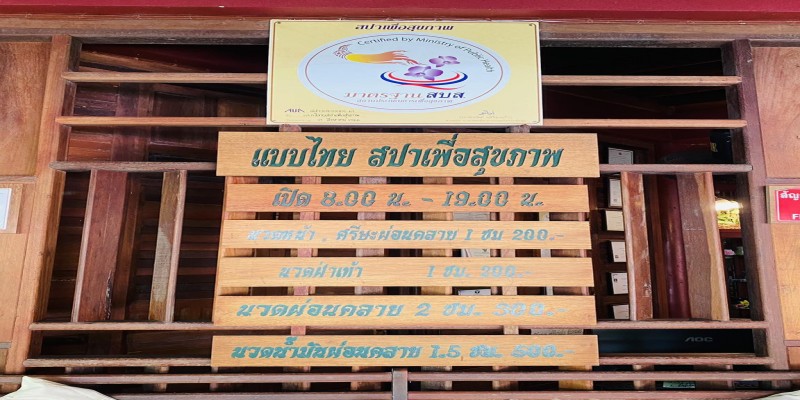 สปาเพื่อสุขภาพ
Certified by Ministry of Public Health
มาตรฐาน สบส.
แบบไทย สปาเพื่อสุขภาพ
เปิด 8.00 น. - 19.00 น.
นวดหน้า , ศรีษะผ่อนคลาย 1 ชม 200.-
นวดฝ่าเท้า 1 ชม. 200.-
นวดผ่อนคลาย 2 ชม. 300.-
นวดน้ำมันผ่อนคลาย 1.5 ชม. 500.-
AOC